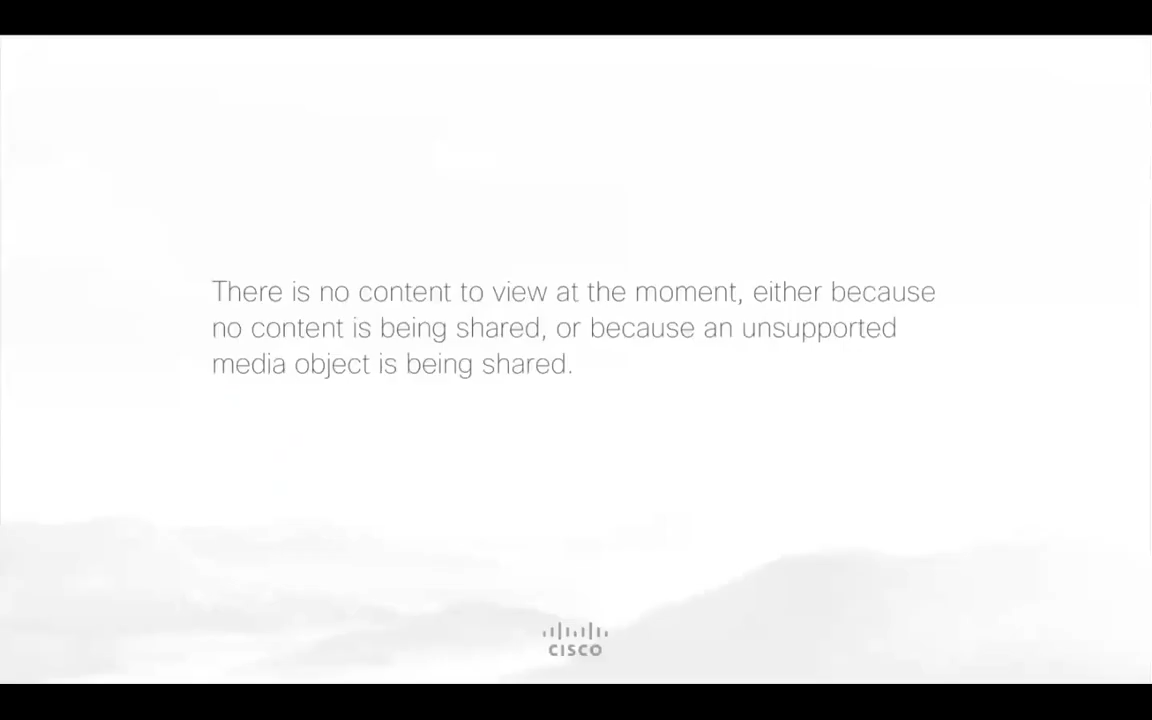 There is no content to view at the moment, either because
no content is being shared, or because an unsupported
media object is being shared.
CISCO